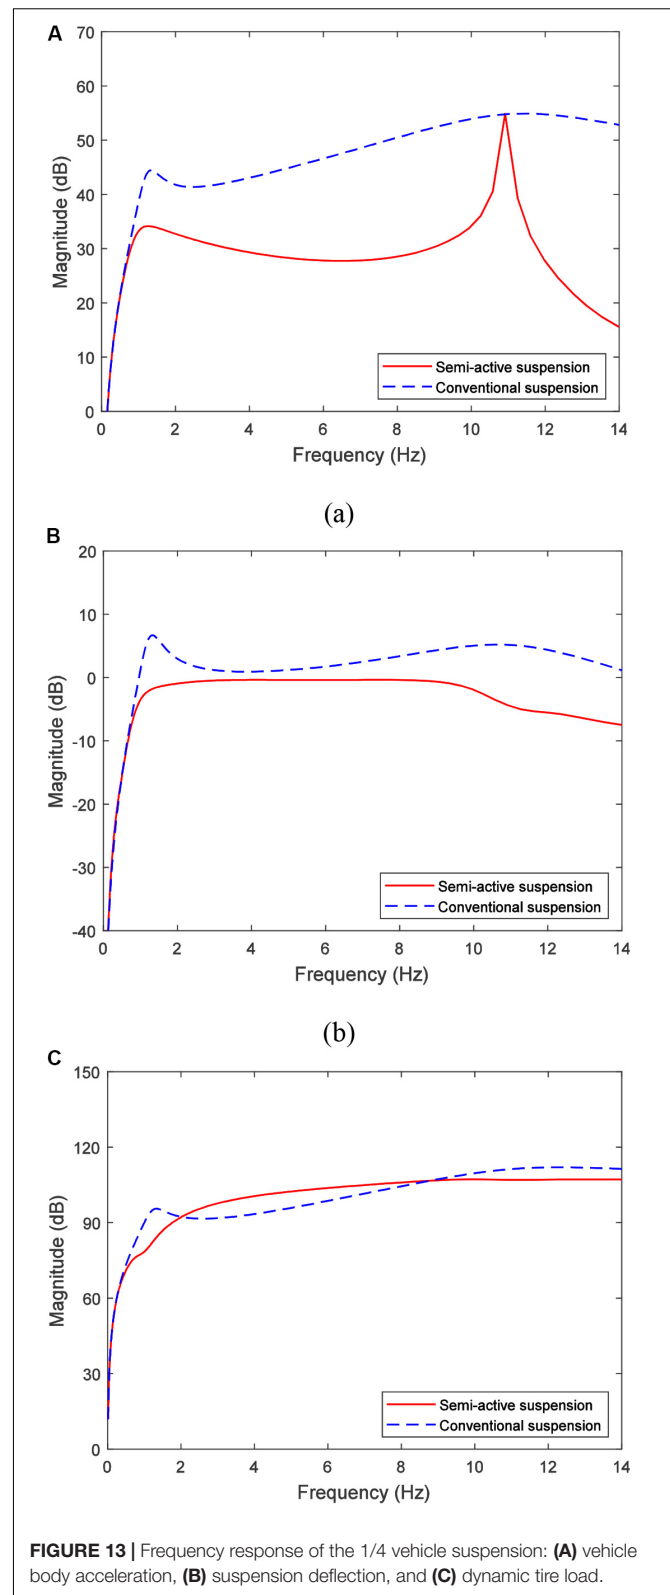 A
70
60
50
40
30
20
10
0
Magnitude (dB)
Semi-active suspension
Conventional suspension
0 2 4 6 8 10 12 14
Frequency (Hz)
(a)
B
20
10
0
-10
-20
-30
-40
Magnitude (dB)
Semi-active suspension
Conventional suspension
0 2 4 6 8 10 12 14
Frequency (Hz)
(b)
C
150
120
90
60
30
0
Magnitude (dB)
Semi-active suspension
Conventional suspension
0 2 4 6 8 10 12 14
Frequency (Hz)
FIGURE 13 | Frequency response of the 1/4 vehicle suspension: (A) vehicle
body acceleration, (B) suspension deflection, and (C) dynamic tire load.